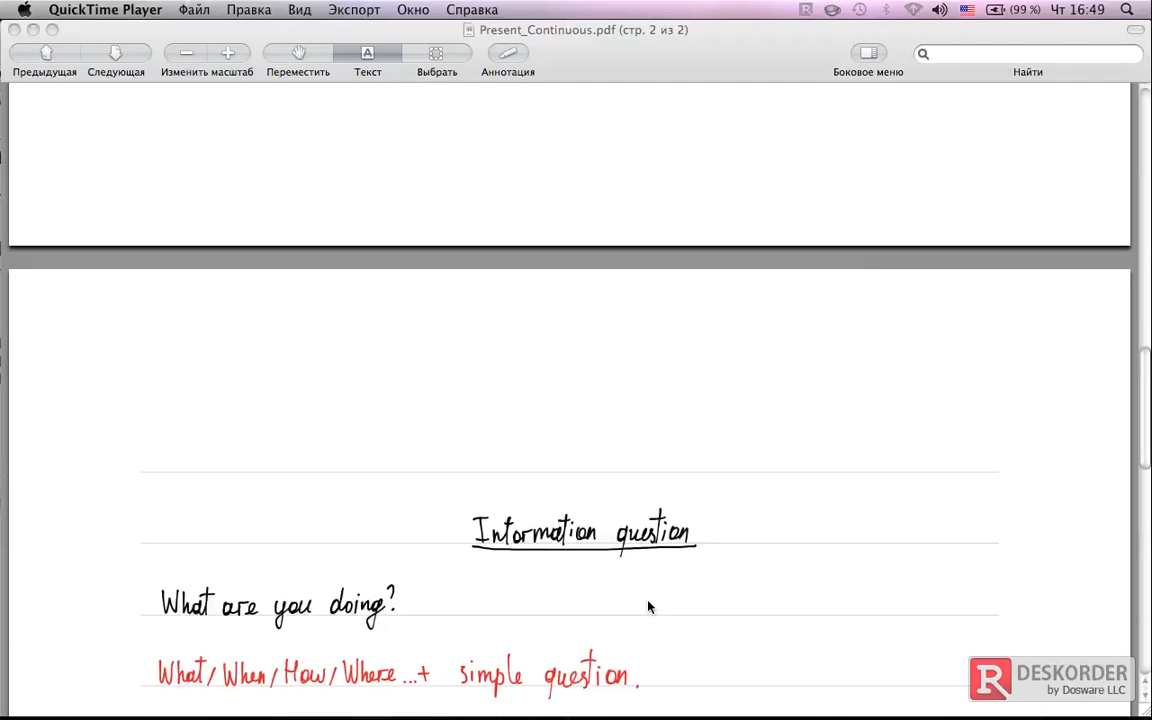 QuickTime Player Файл Правка Вид Экспорт Окно Справка (99 %) Чт 16:49
Present_Continuous.pdf (стр. 2 из 2)
Предыдущая Следующая Изменить масштаб Переместить Текст Выбрать Аннотация Боковое меню Найти
Information question
What are you doing?
What/When/How/Where...+ simple question.
R DESKORDER
by Dosware LLC